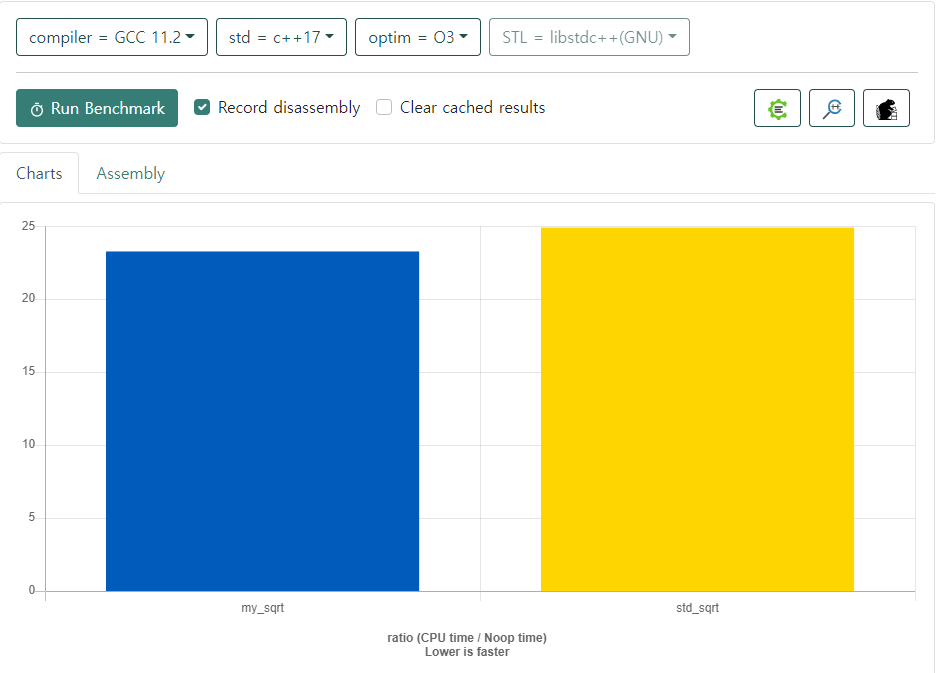 compiler = GCC 11.2 std = c++17 optim = O3 STL = libstdc++(GNU)
Run Benchmark Record disassembly Clear cached results
Charts Assembly
25
20
15
10
5
0
my_sqrt std_sqrt
ratio (CPU time / Noop time)
Lower is faster